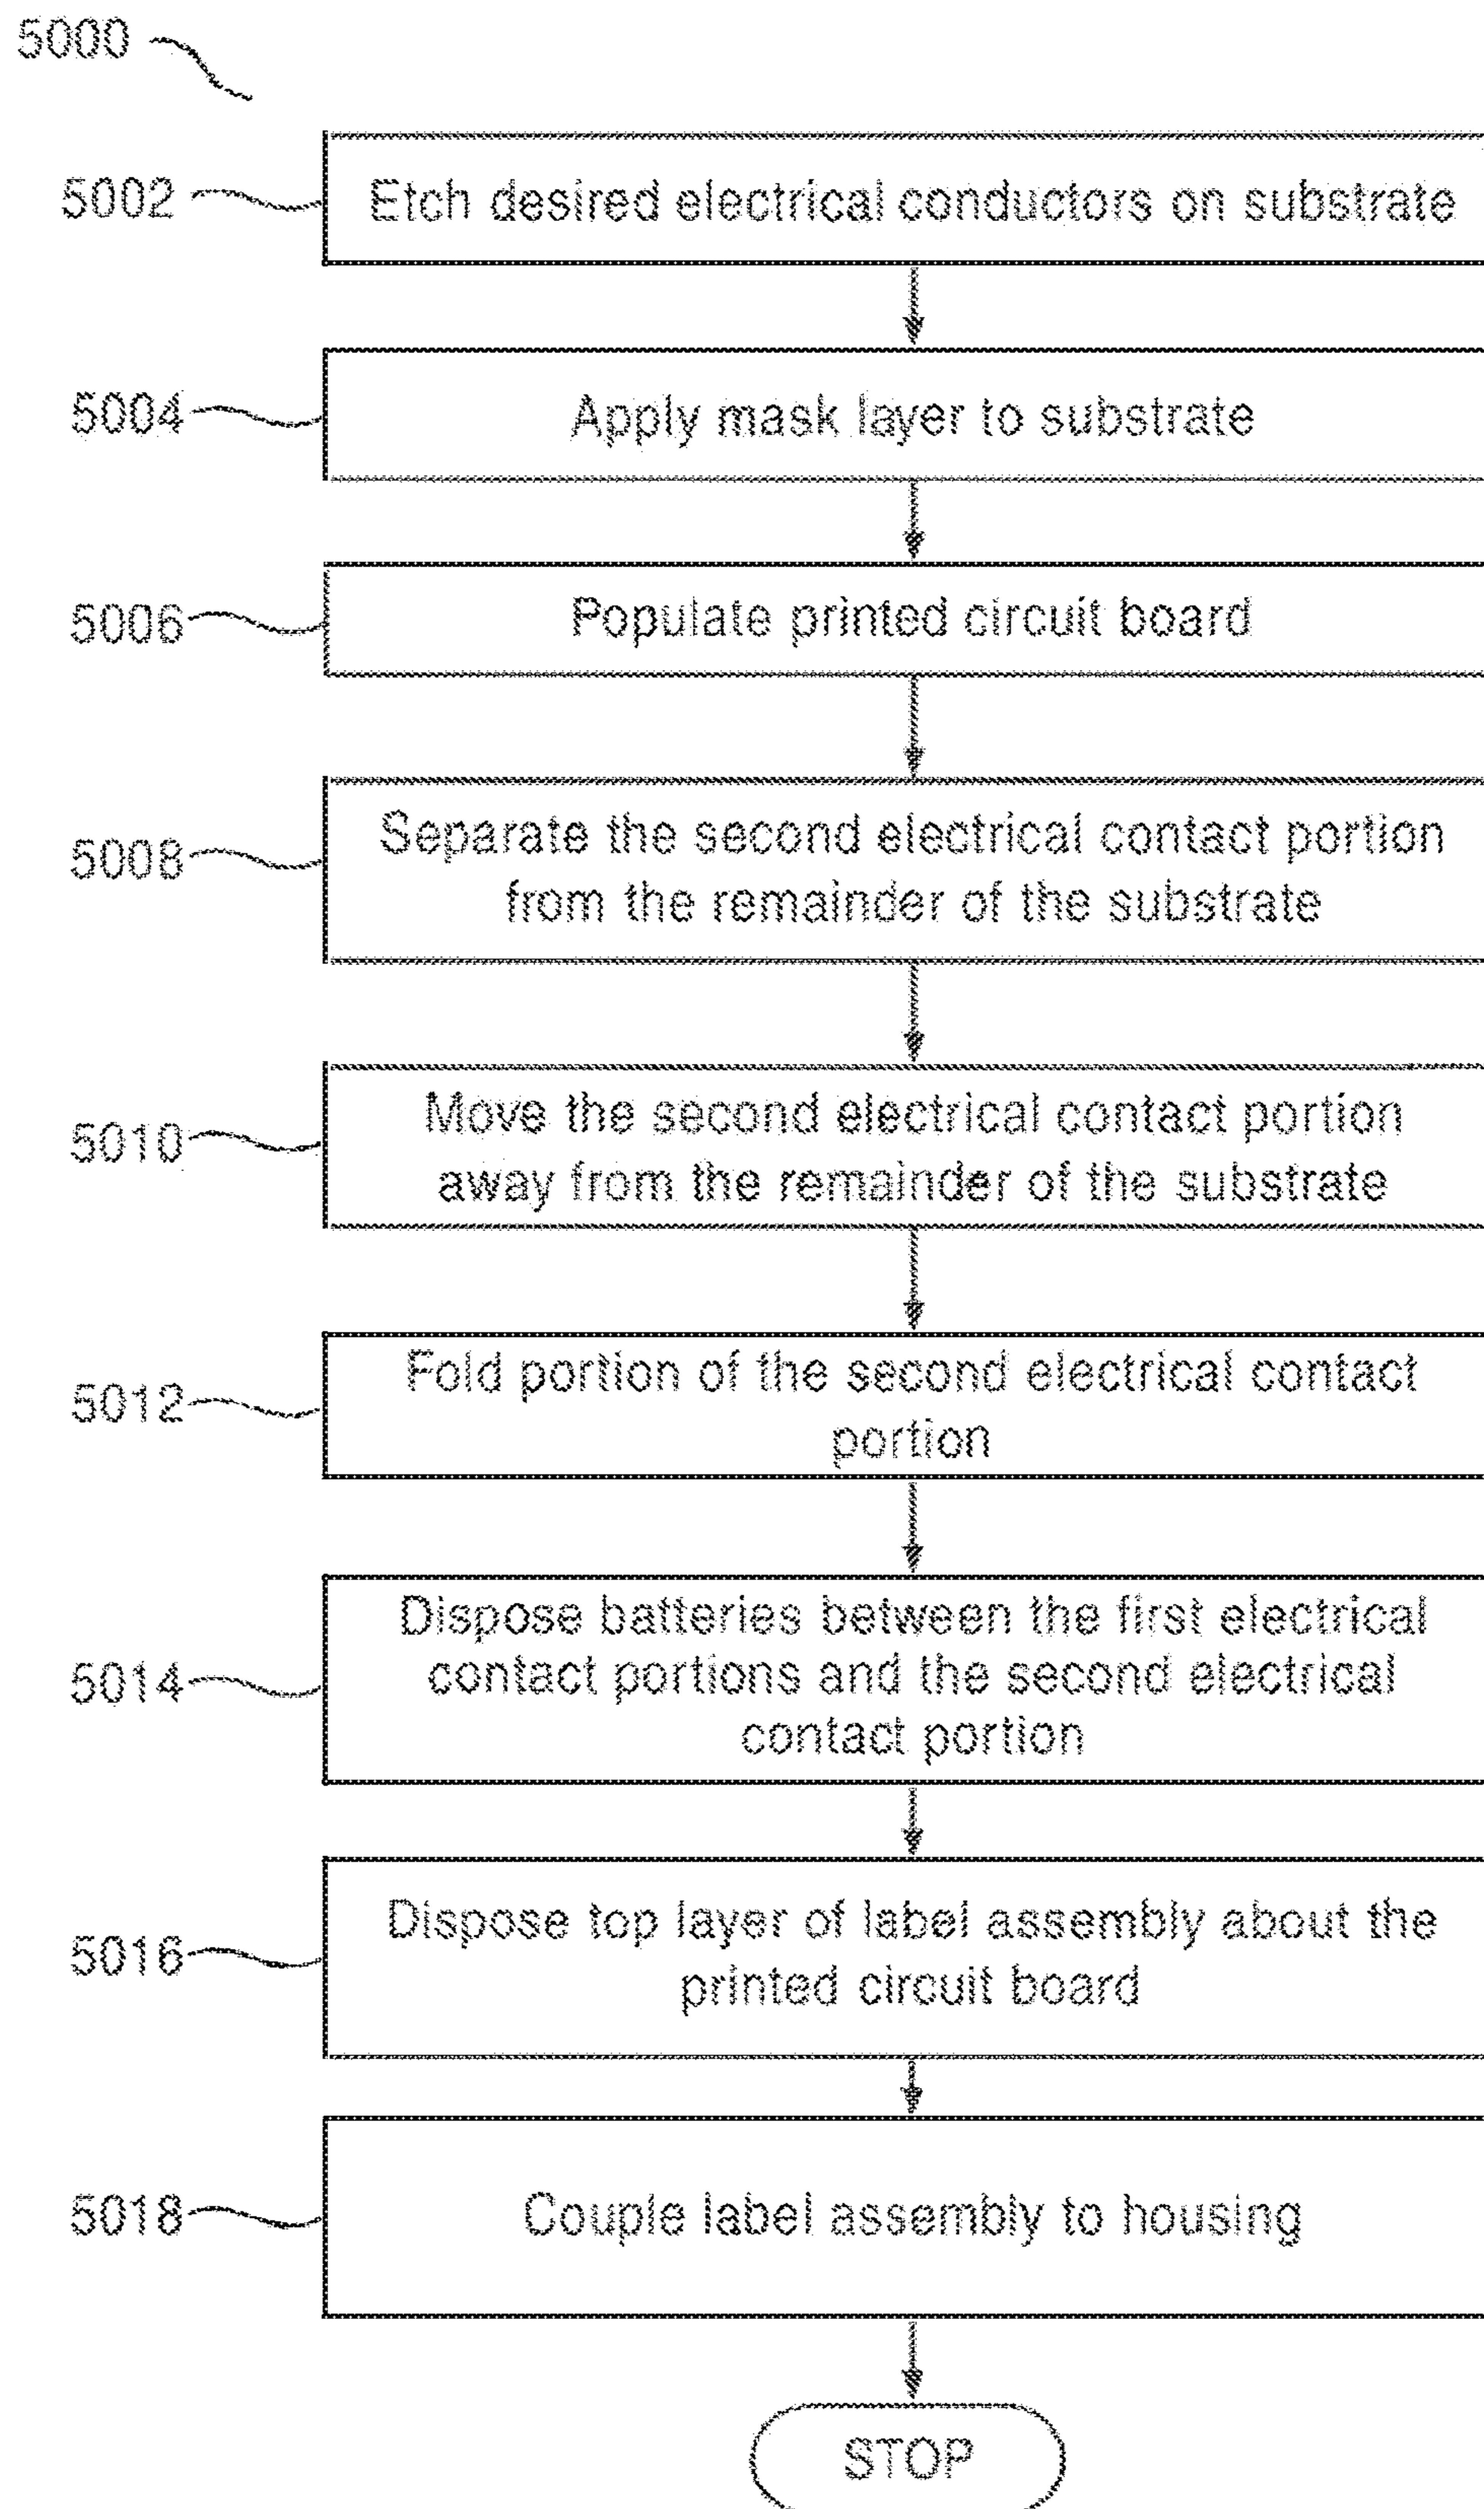 5000
5002
Etch desired electrical conductors on substrate
5004
Apply mask layer to substrate
5006
Populate printed circuit board
5008
Separate the second electrical contact portion
from the remainder of the substrate
5010
Move the second electrical contact portion
away from the remainder of the substrate
5012
Fold portion of the second electrical contact
portion
5014
Dispose batteries between the first electrical
contact portions and the second electrical
contact portion
5016
Dispose top layer of label assembly about the
printed circuit board
5018
Couple label assembly to housing
STOP